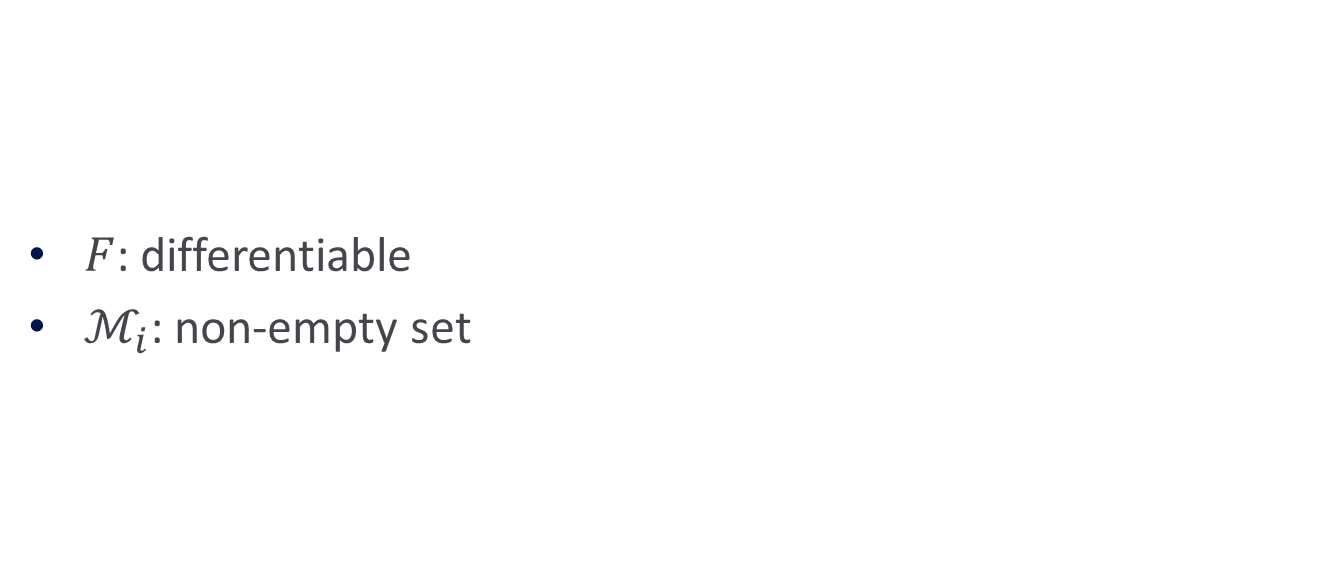 • F: differentiable
• ℳᵢ: non-empty set